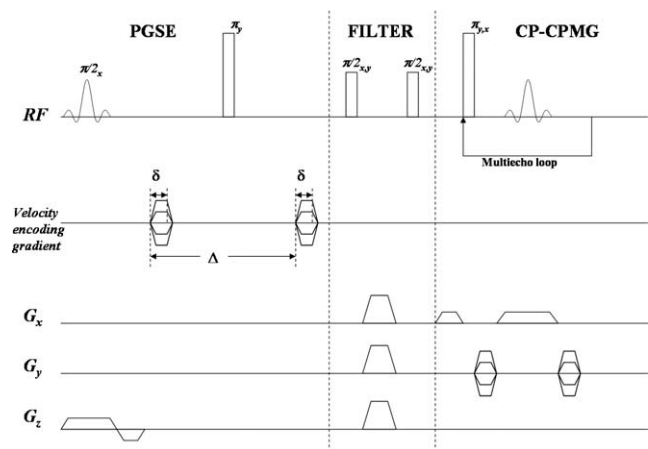 PGSE FILTER CP-CPMG
π/2x πy π/2x,y π/2x,y πy,x
RF
Multiecho loop
δ δ
Velocity
encoding
gradient
Δ
Gx
Gy
Gz